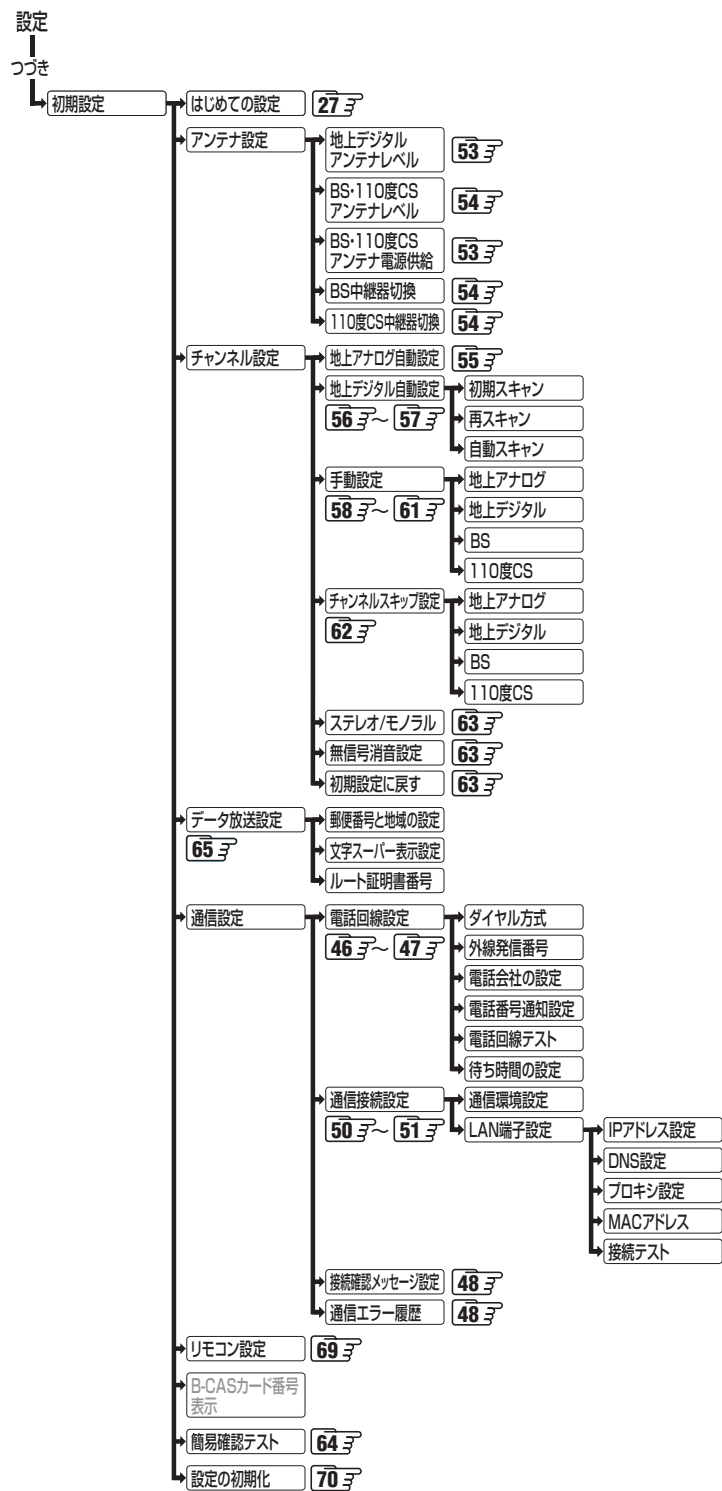 設定
つづき
初期設定
はじめての設定 27
アンテナ設定
地上デジタル
アンテナレベル 53
BS・110度CS
アンテナレベル 54
BS・110度CS
アンテナ電源供給 53
BS中継器切換 54
110度CS中継器切換 54
チャンネル設定
地上アナログ自動設定 55
地上デジタル自動設定
56 ～ 57
初期スキャン
再スキャン
自動スキャン
手動設定
58 ～ 61
地上アナログ
地上デジタル
BS
110度CS
チャンネルスキップ設定
62
地上アナログ
地上デジタル
BS
110度CS
ステレオ/モノラル 63
無信号消音設定 63
初期設定に戻す 63
データ放送設定
65
郵便番号と地域の設定
文字スーパー表示設定
ルート証明書番号
通信設定
電話回線設定
46 ～ 47
ダイヤル方式
外線発信番号
電話会社の設定
電話番号通知設定
電話回線テスト
待ち時間の設定
通信接続設定
50 ～ 51
通信環境設定
LAN端子設定
IPアドレス設定
DNS設定
プロキシ設定
MACアドレス
接続テスト
接続確認メッセージ設定 48
通信エラー履歴 48
リモコン設定 69
B-CASカード番号
表示
簡易確認テスト 64
設定の初期化 70